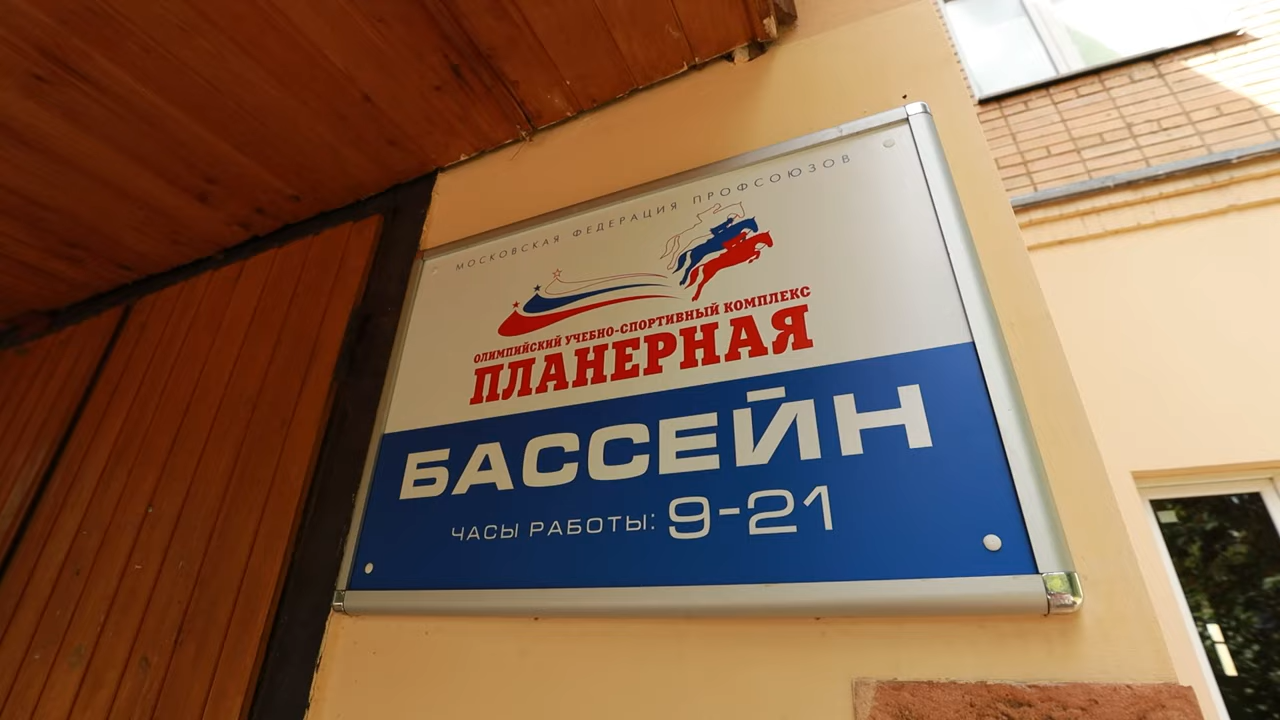 МОСКОВСКАЯ ФЕДЕРАЦИЯ ПРОФСОЮЗОВ
ОЛИМПИЙСКИЙ УЧЕБНО-СПОРТИВНЫЙ КОМПЛЕКС
ПЛАНЕРНАЯ
БАССЕЙН
ЧАСЫ РАБОТЫ: 9-21